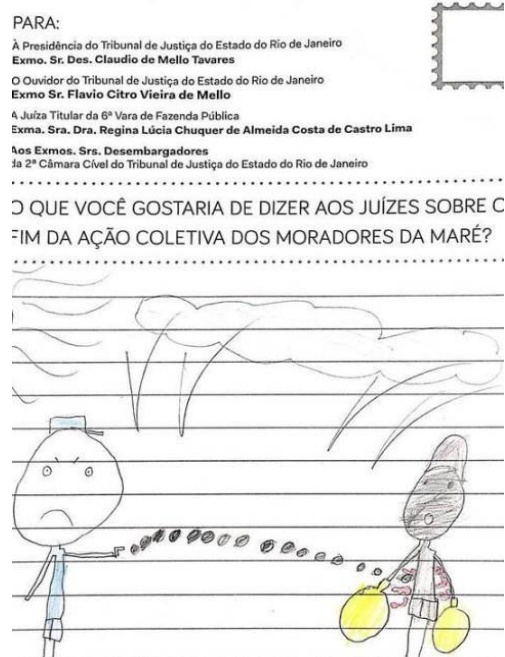 PARA:
À Presidência do Tribunal de Justiça do Estado do Rio de Janeiro
Exmo. Sr. Des. Claudio de Mello Tavares
O Ouvidor do Tribunal de Justiça do Estado do Rio de Janeiro
Exmo Sr. Flavio Citro Vieira de Mello
A Juíza Titular da 6ª Vara de Fazenda Pública
Exma. Sra. Dra. Regina Lúcia Chuquer de Almeida Costa de Castro Lima
Aos Exmos. Srs. Desembargadores
da 2ª Câmara Cível do Tribunal de Justiça do Estado do Rio de Janeiro
O QUE VOCÊ GOSTARIA DE DIZER AOS JUÍZES SOBRE O
FIM DA AÇÃO COLETIVA DOS MORADORES DA MARÉ?